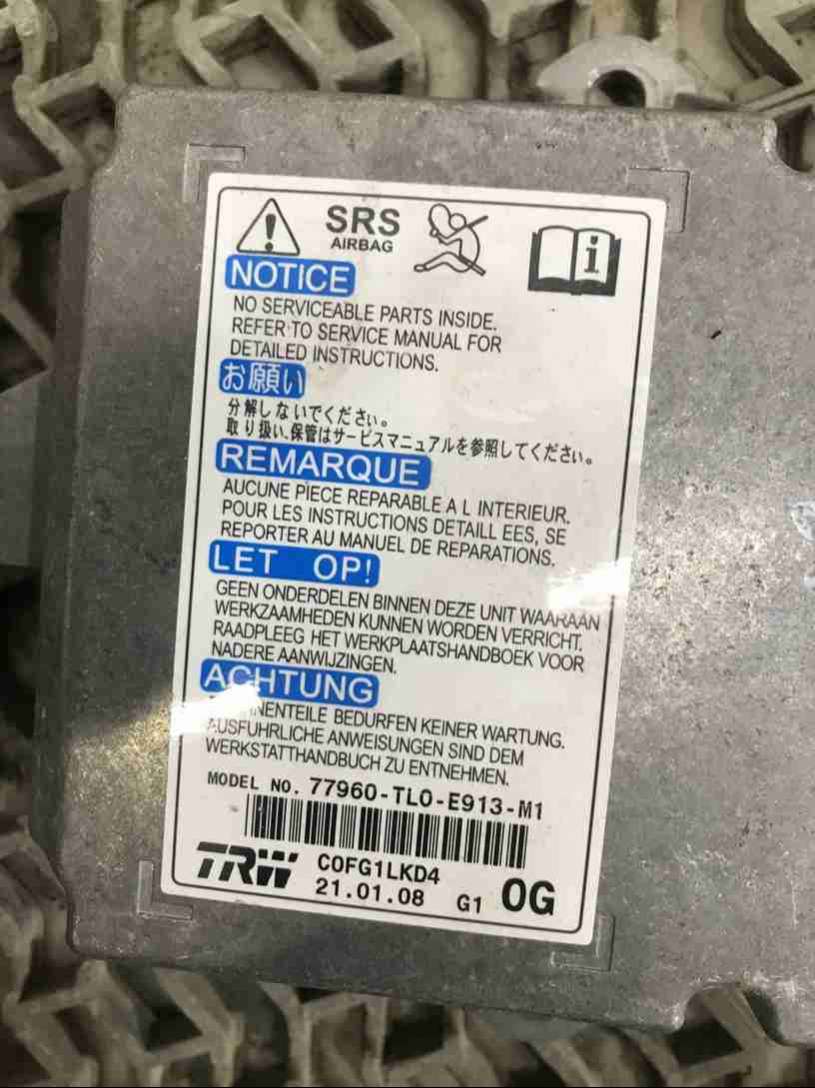 SRS
AIRBAG
NOTICE
NO SERVICEABLE PARTS INSIDE.
REFER TO SERVICE MANUAL FOR
DETAILED INSTRUCTIONS.
お願い
分解しないでください。
取り扱い、保管はサービスマニュアルを参照してください。
REMARQUE
AUCUNE PIECE REPARABLE A L INTERIEUR.
POUR LES INSTRUCTIONS DETAILL EES, SE
REPORTER AU MANUEL DE REPARATIONS.
LET OP!
GEEN ONDERDELEN BINNEN DEZE UNIT WAARAAN
WERKZAAMHEDEN KUNNEN WORDEN VERRICHT.
RAADPLEEG HET WERKPLAATSHANDBOEK VOOR
NADERE AANWIJZINGEN.
ACHTUNG
BEDURFEN KEINER WARTUNG.
AUSFUHRLICHE ANWEISUNGEN SIND DEM
WERKSTATTHANDBUCH ZU ENTNEHMEN.
MODEL NO. 77960-TL0-E913-M1
TRW C0FG1LKD4
21.01.08 G1 0G